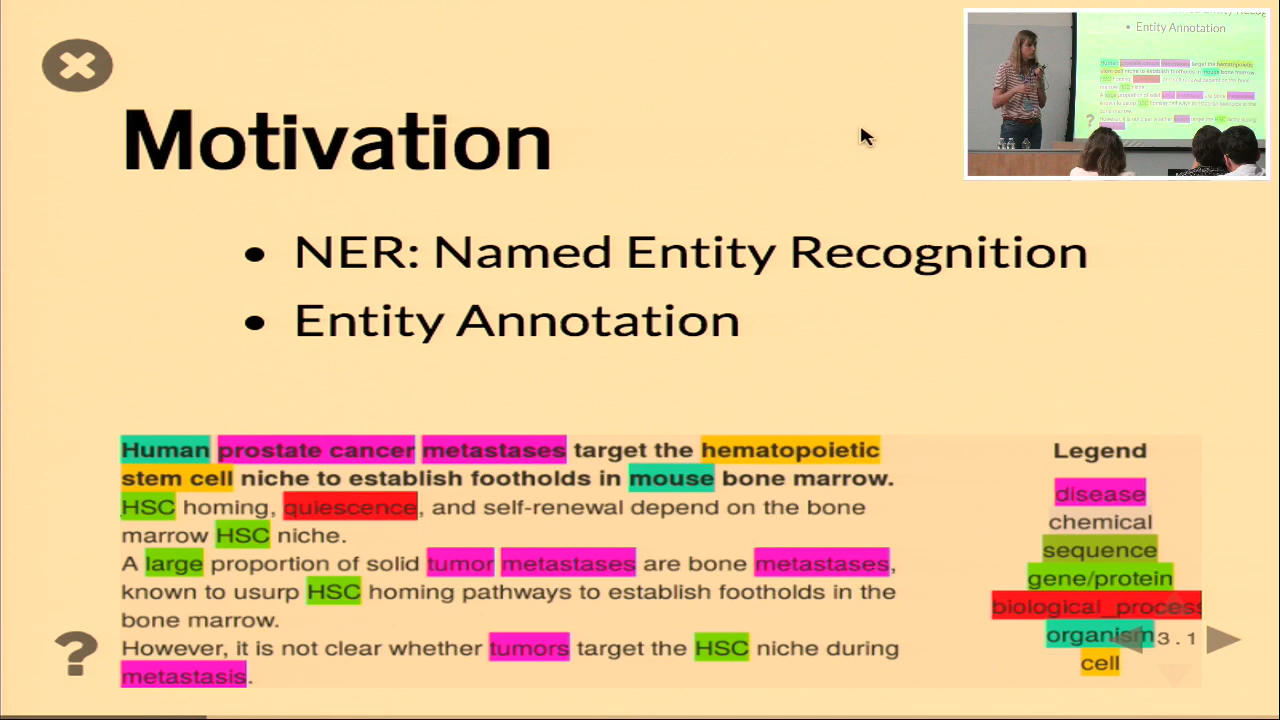 Motivation
• NER: Named Entity Recognition
• Entity Annotation
Human prostate cancer metastases target the hematopoietic
stem cell niche to establish footholds in mouse bone marrow.
HSC homing, quiescence, and self-renewal depend on the bone
marrow HSC niche.
A large proportion of solid tumor metastases are bone metastases,
known to usurp HSC homing pathways to establish footholds in the
bone marrow.
However, it is not clear whether tumors target the HSC niche during
metastasis.
Legend
disease
chemical
sequence
gene/protein
biological_process
organism
cell
?
3.1
• Entity Annotation